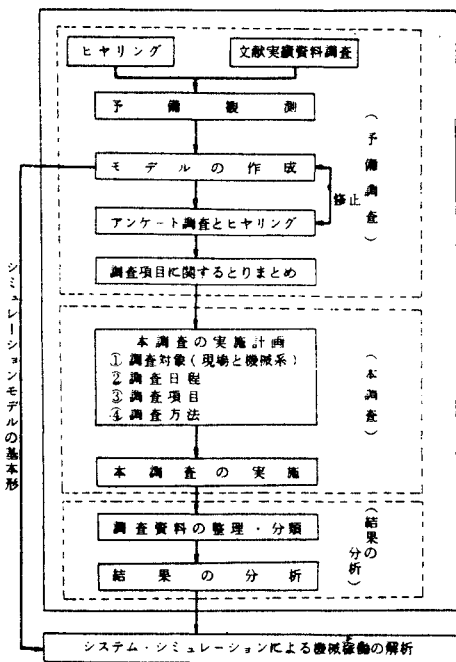 ヒヤリング
文献実績資料調査
予備観測
モデルの作成
修正
アンケート調査とヒヤリング
調査項目に関するとりまとめ
(予備調査)
本調査の実施計画
① 調査対象(現場と機械系)
② 調査日程
③ 調査項目
④ 調査方法
本調査の実施
(本調査)
調査資料の整理・分類
結果の分析
(結果の分析)
シミュレーションモデルの基本形
システム・シミュレーションによる機械稼動の解析